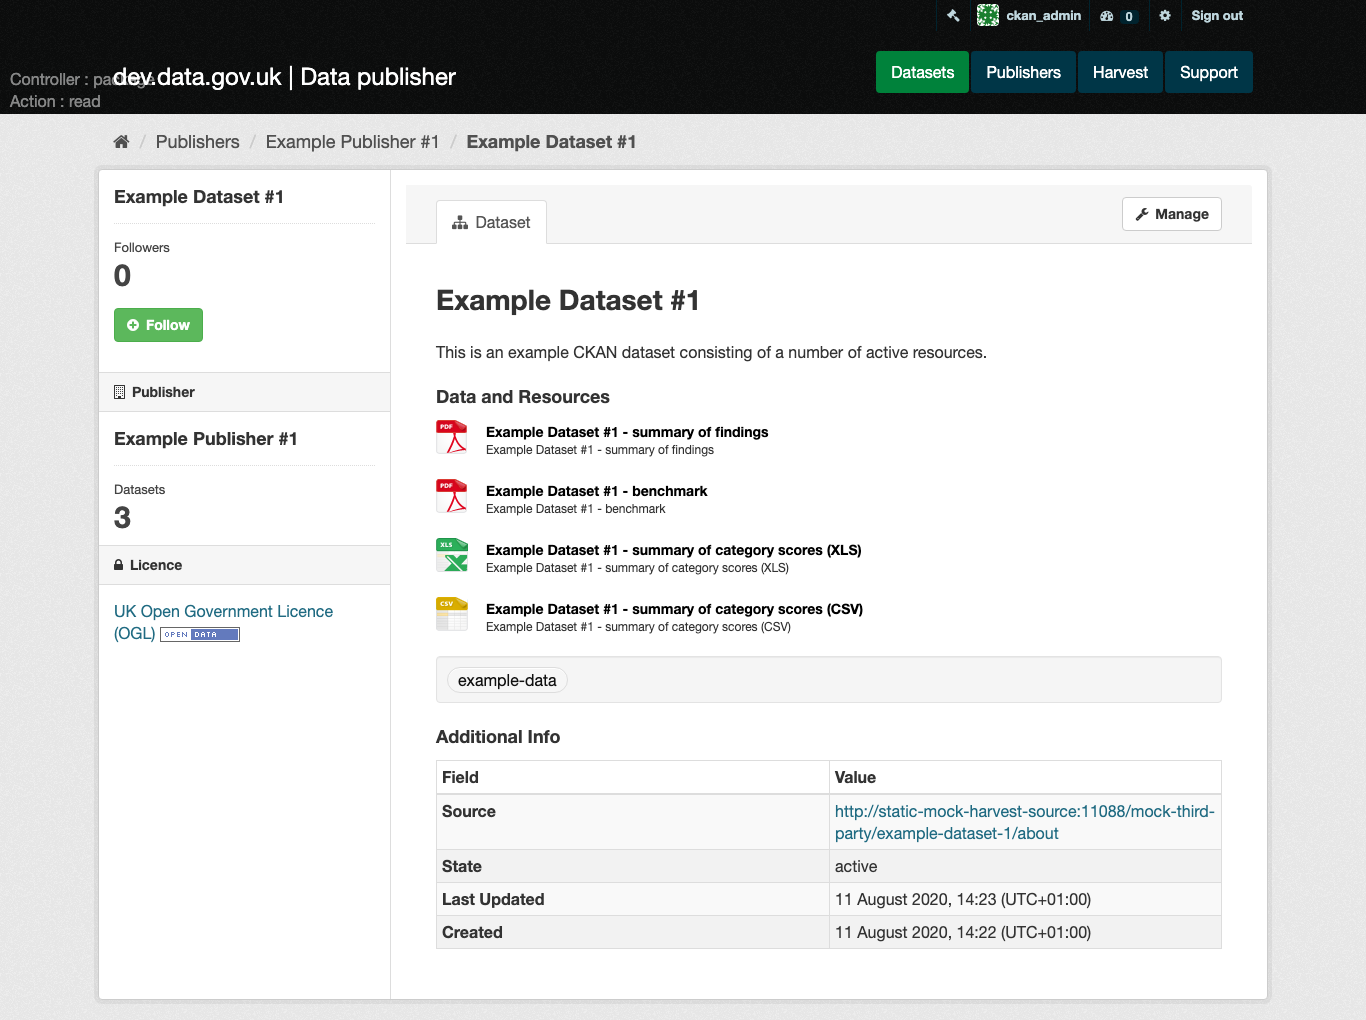 ckan_admin
0
Sign out
Controller : package
Action : read
dev.data.gov.uk | Data publisher
Datasets
Publishers
Harvest
Support
/ Publishers / Example Publisher #1 / Example Dataset #1
Example Dataset #1
Followers
0
Follow
Publisher
Example Publisher #1
Datasets
3
Licence
UK Open Government Licence
(OGL) OPEN DATA
Dataset
Manage
Example Dataset #1
This is an example CKAN dataset consisting of a number of active resources.
Data and Resources
PDF
Example Dataset #1 - summary of findings
Example Dataset #1 - summary of findings
PDF
Example Dataset #1 - benchmark
Example Dataset #1 - benchmark
XLS
Example Dataset #1 - summary of category scores (XLS)
Example Dataset #1 - summary of category scores (XLS)
CSV
Example Dataset #1 - summary of category scores (CSV)
Example Dataset #1 - summary of category scores (CSV)
example-data
Additional Info
Field Value
Source http://static-mock-harvest-source:11088/mock-third-
party/example-dataset-1/about
State active
Last Updated 11 August 2020, 14:23 (UTC+01:00)
Created 11 August 2020, 14:22 (UTC+01:00)